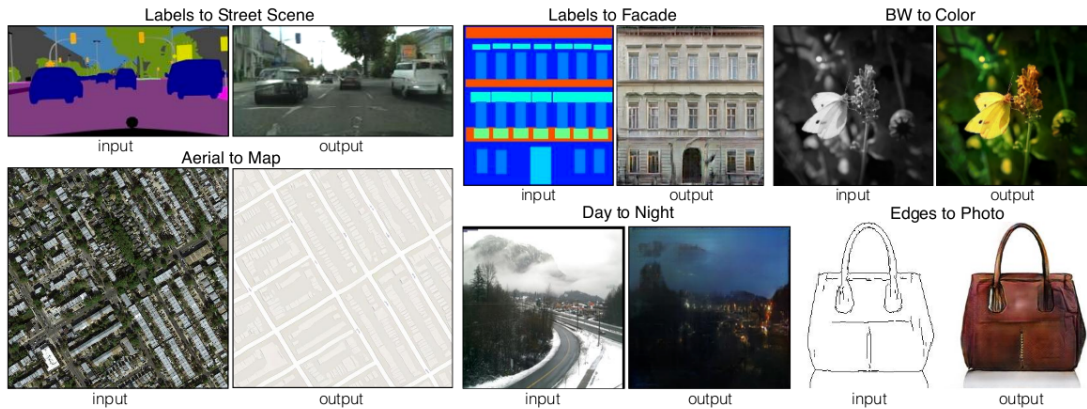 Labels to Street Scene
input
output
Aerial to Map
input
output
Labels to Facade
input
output
BW to Color
input
output
Day to Night
input
output
Edges to Photo
input
output